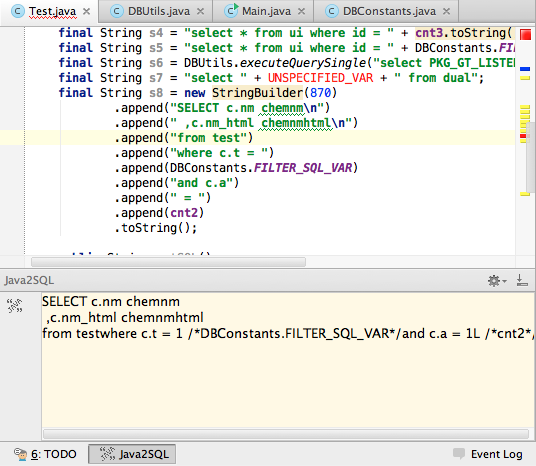 Test.java DBUtils.java Main.java DBConstants.java
final String s4 = "select * from ui where id = " + cnt3.toString(
final String s5 = "select * from ui where id = " + DBConstants.FI
final String s6 = DBUtils.executeQuerySingle("select PKG_GT_LISTE
final String s7 = "select " + UNSPECIFIED_VAR + " from dual";
final String s8 = new StringBuilder(870)
.append("SELECT c.nm chemnm\n")
.append(" ,c.nm_html chemnmhtml\n")
.append("from test")
.append("where c.t = ")
.append(DBConstants.FILTER_SQL_VAR)
.append("and c.a")
.append(" = ")
.append(cnt2)
.toString();
Java2SQL
SELECT c.nm chemnm
,c.nm_html chemnmhtml
from testwhere c.t = 1 /*DBConstants.FILTER_SQL_VAR*/and c.a = 1L /*cnt2*/
6: TODO Java2SQL Event Log